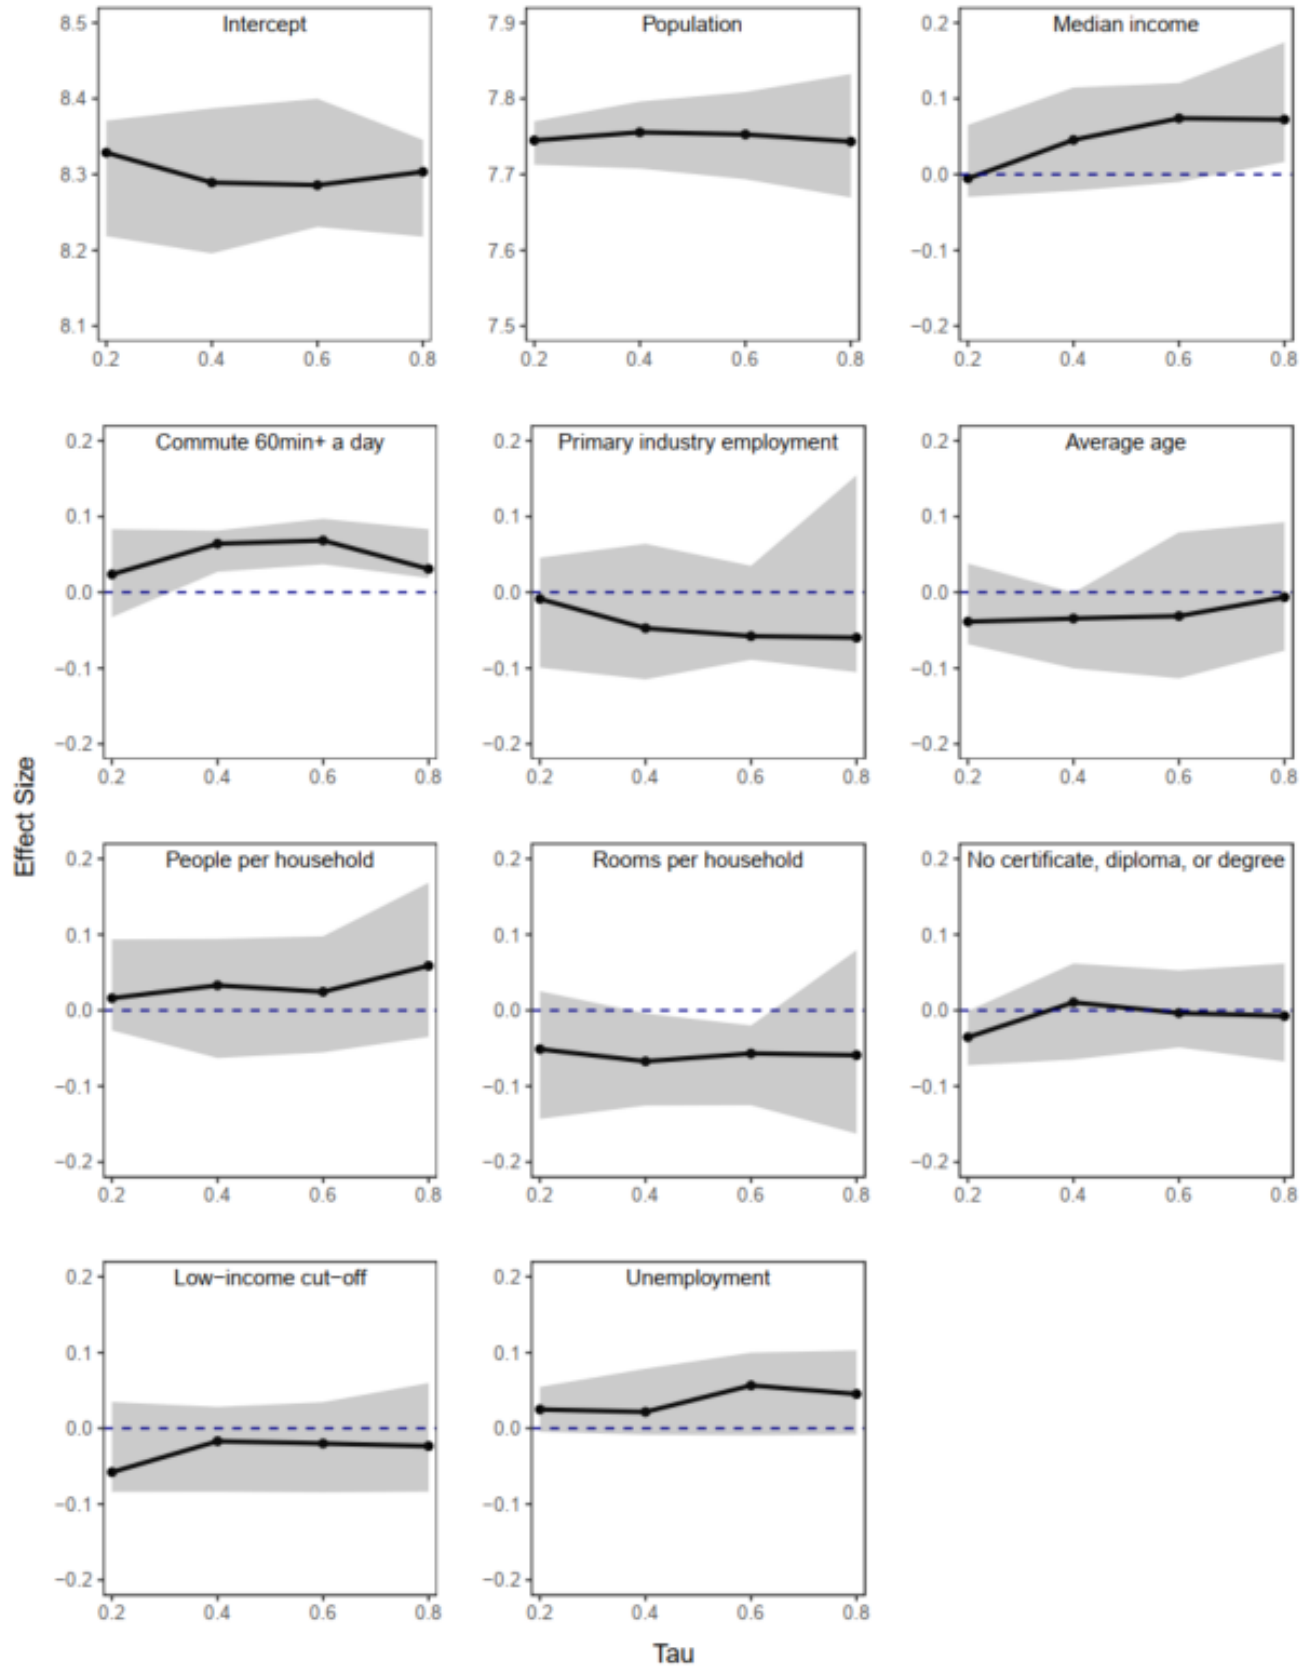 Intercept
8.5
8.4
8.3
8.2
8.1
0.2 0.4 0.6 0.8
Population
7.9
7.8
7.7
7.6
7.5
0.2 0.4 0.6 0.8
Median income
0.2
0.1
0.0
−0.1
−0.2
0.2 0.4 0.6 0.8
Commute 60min+ a day
0.2
0.1
0.0
−0.1
−0.2
0.2 0.4 0.6 0.8
Primary industry employment
0.2
0.1
0.0
−0.1
−0.2
0.2 0.4 0.6 0.8
Average age
0.2
0.1
0.0
−0.1
−0.2
0.2 0.4 0.6 0.8
Effect Size
People per household
0.2
0.1
0.0
−0.1
−0.2
0.2 0.4 0.6 0.8
Rooms per household
0.2
0.1
0.0
−0.1
−0.2
0.2 0.4 0.6 0.8
No certificate, diploma, or degree
0.2
0.1
0.0
−0.1
−0.2
0.2 0.4 0.6 0.8
Low−income cut−off
0.2
0.1
0.0
−0.1
−0.2
0.2 0.4 0.6 0.8
Unemployment
0.2
0.1
0.0
−0.1
−0.2
0.2 0.4 0.6 0.8
Tau